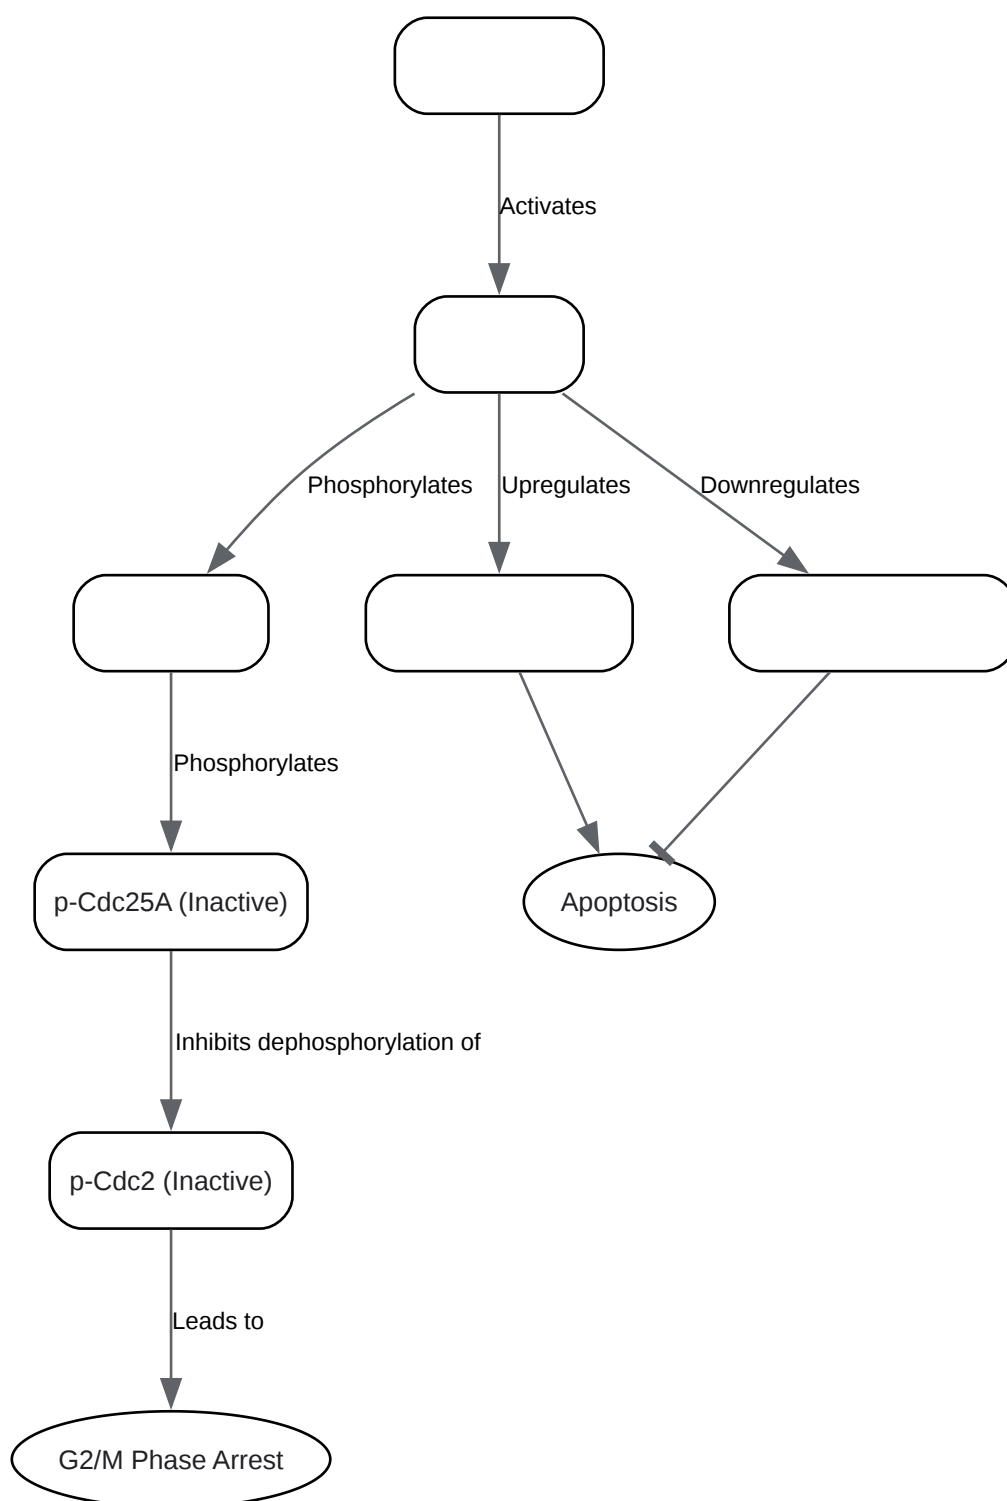 Activates
Phosphorylates
Upregulates
Downregulates
Phosphorylates
p-Cdc25A (Inactive)
Apoptosis
Inhibits dephosphorylation of
p-Cdc2 (Inactive)
Leads to
G2/M Phase Arrest